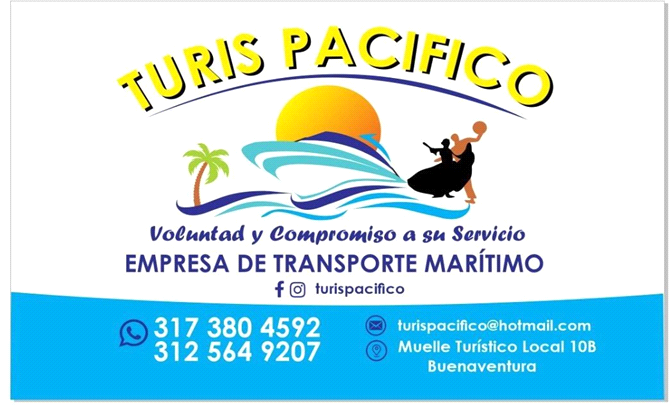 TURIS PACIFICO
Voluntad y Compromiso a su Servicio
EMPRESA DE TRANSPORTE MARÍTIMO
turispacifico
317 380 4592
312 564 9207
turispacifico@hotmail.com
Muelle Turístico Local 10B
Buenaventura